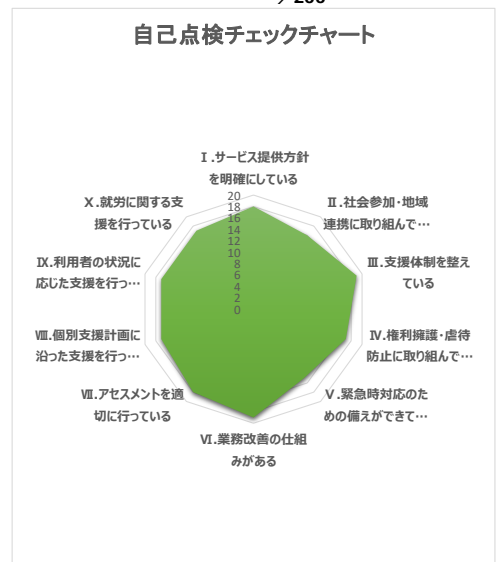 自己点検チェックチャート
Ⅰ.サービス提供方針
を明確にしている
Ⅱ.社会参加・地域
連携に取り組んで…
Ⅲ.支援体制を整え
ている
Ⅳ.権利擁護・虐待
防止に取り組んで…
Ⅴ.緊急時対応のた
めの備えができて…
Ⅵ.業務改善の仕組
みがある
Ⅶ.アセスメントを適
切に行っている
Ⅷ.個別支援計画に
沿った支援を行っ…
Ⅸ.利用者の状況に
応じた支援を行っ…
Ⅹ.就労に関する支
援を行っている
20
18
16
14
12
10
8
6
4
2
0